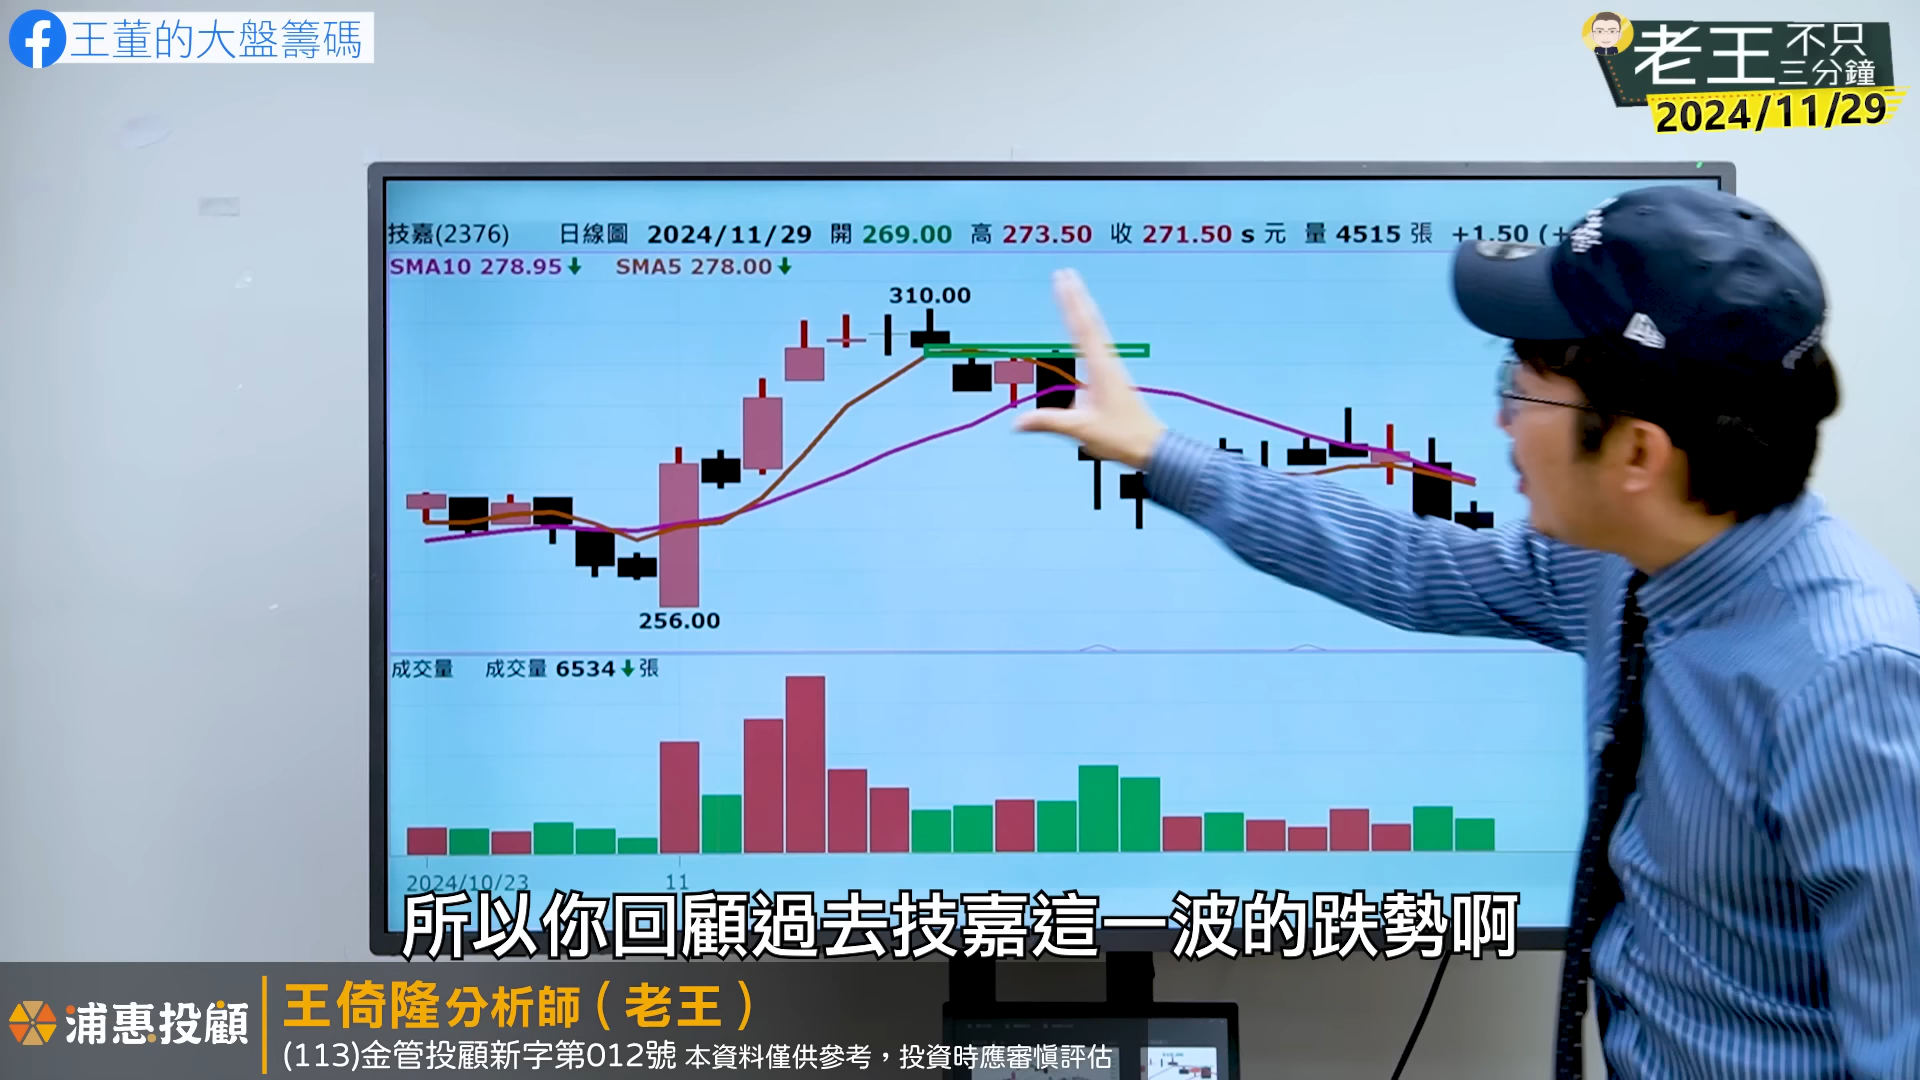 王董的大盤籌碼
老王 不只三分鐘
2024/11/29
技嘉(2376) 日線圖 2024/11/29 開 269.00 高 273.50 收 271.50 s 元 量 4515 張 +1.50 (+
SMA10 278.95↓ SMA5 278.00↓
310.00
256.00
成交量 成交量 6534↓張
2024/10/23 11
所以你回顧過去技嘉這一波的跌勢啊
浦惠投顧
王倚隆分析師(老王)
(113)金管投顧新字第012號 本資料僅供參考，投資時應審慎評估